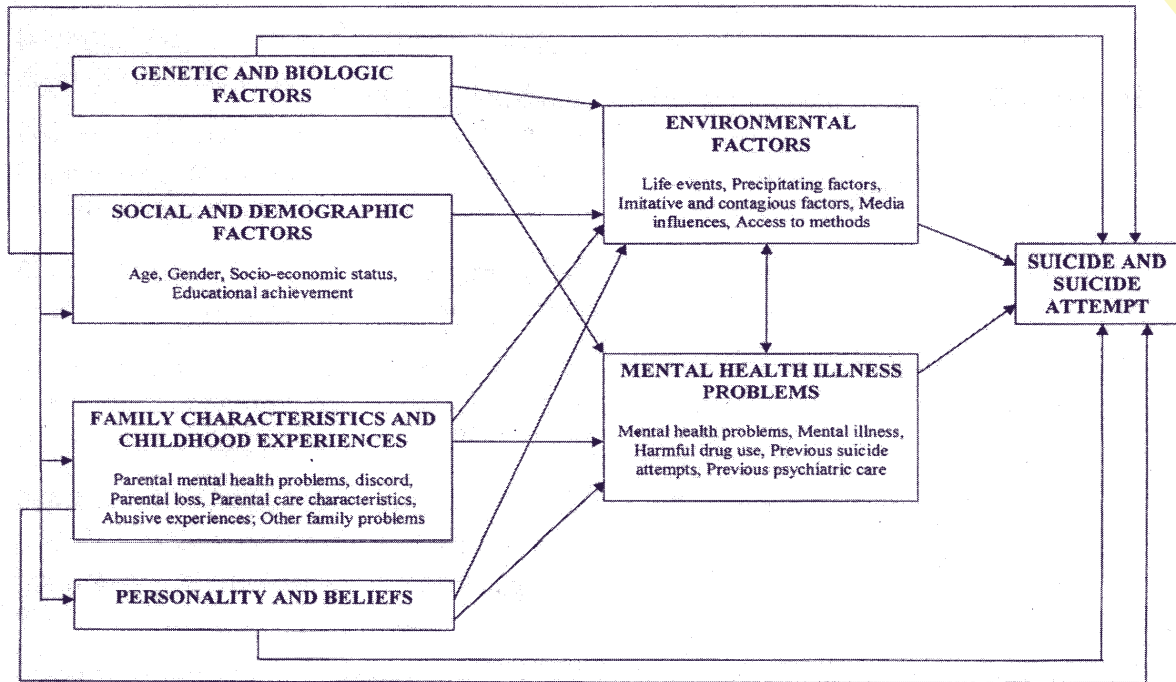 GENETIC AND BIOLOGIC
FACTORS
SOCIAL AND DEMOGRAPHIC
FACTORS
Age, Gender, Socio-economic status,
Educational achievement
FAMILY CHARACTERISTICS AND
CHILDHOOD EXPERIENCES
Parental mental health problems, discord,
Parental loss, Parental care characteristics,
Abusive experiences; Other family problems
PERSONALITY AND BELIEFS
ENVIRONMENTAL
FACTORS
Life events, Precipitating factors,
Imitative and contagious factors, Media
influences, Access to methods
MENTAL HEALTH ILLNESS
PROBLEMS
Mental health problems, Mental illness,
Harmful drug use, Previous suicide
attempts, Previous psychiatric care
SUICIDE AND
SUICIDE
ATTEMPT